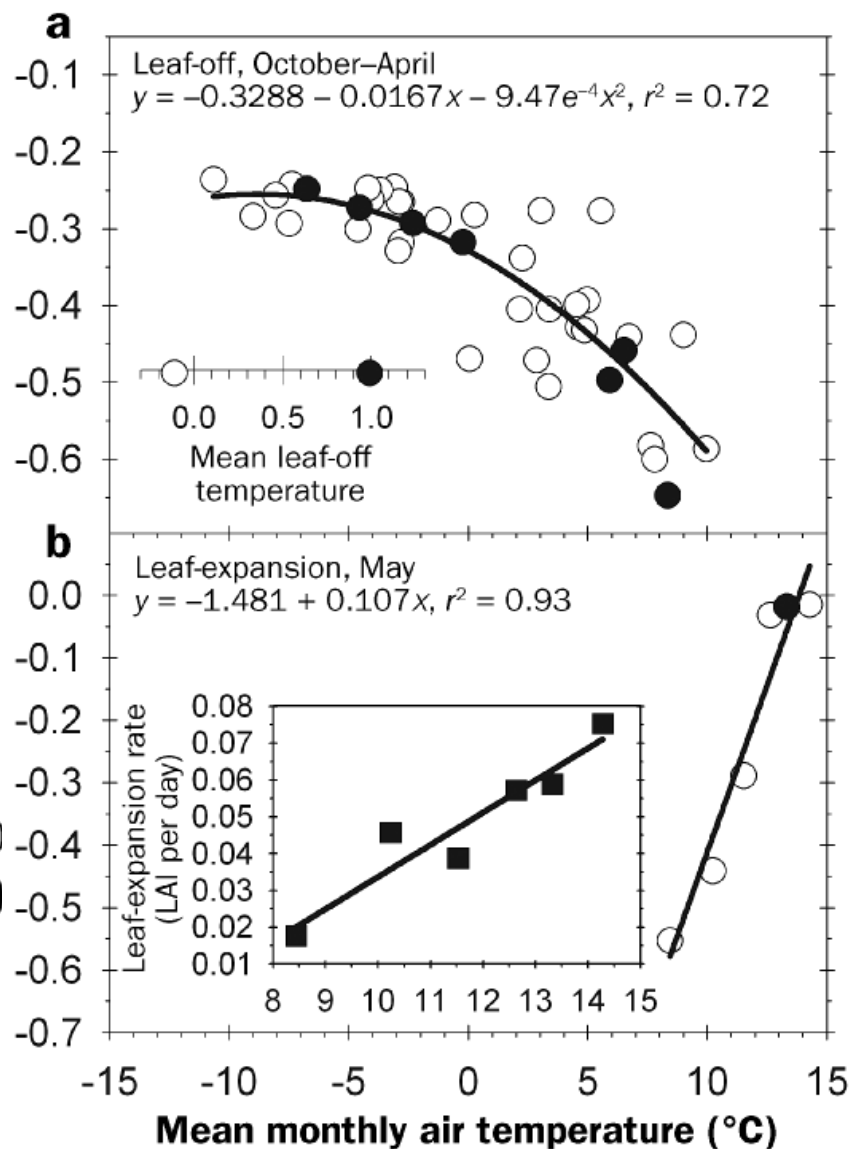 a
Leaf-off, October–April
y = –0.3288 – 0.0167x – 9.47e⁻⁴x², r² = 0.72
-0.1
-0.2
-0.3
-0.4
-0.5
-0.6
0.0 0.5 1.0
Mean leaf-off
temperature
b
Leaf-expansion, May
y = –1.481 + 0.107x, r² = 0.93
0.0
-0.1
-0.2
-0.3
-0.4
-0.5
-0.6
-0.7
Leaf-expansion rate
(LAI per day)
0.08
0.07
0.06
0.05
0.04
0.03
0.02
0.01
8 9 10 11 12 13 14 15
-15 -10 -5 0 5 10 15
Mean monthly air temperature (°C)